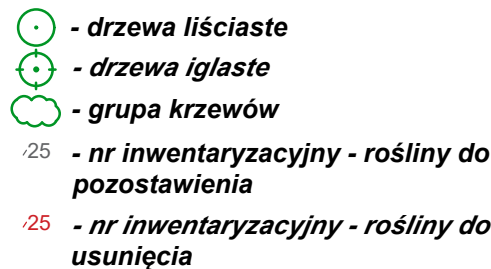 - drzewa liściaste
- drzewa iglaste
- grupa krzewów
25 - nr inwentaryzacyjny - rośliny do
pozostawienia
25 - nr inwentaryzacyjny - rośliny do
usunięcia